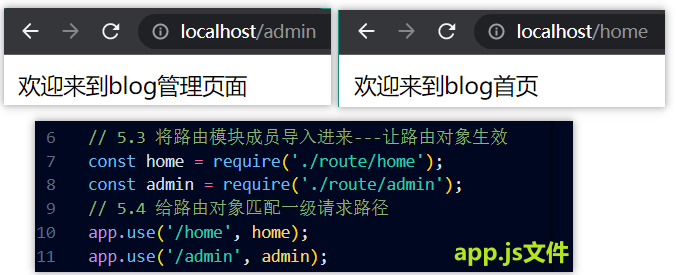 localhost/admin
欢迎来到blog管理页面
localhost/home
欢迎来到blog首页
6 // 5.3 将路由模块成员导入进来---让路由对象生效
7 const home = require('./route/home');
8 const admin = require('./route/admin');
9 // 5.4 给路由对象匹配一级请求路径
10 app.use('/home', home);
11 app.use('/admin', admin);
app.js文件